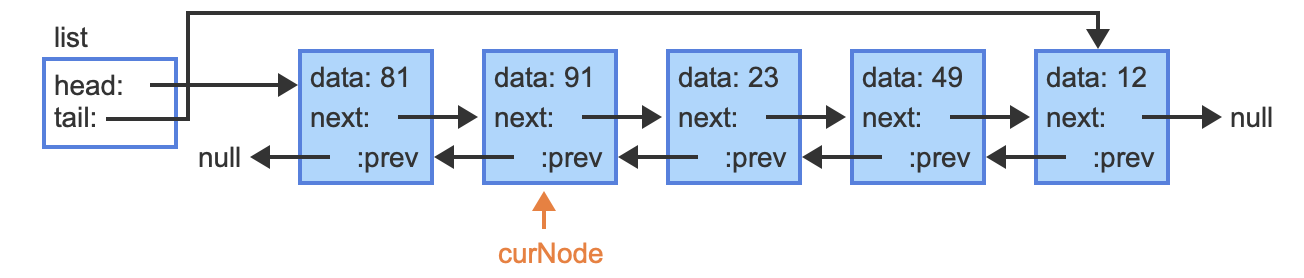 list
head:
tail:
data: 81
next:
:prev
data: 91
next:
:prev
data: 23
next:
:prev
data: 49
next:
:prev
data: 12
next:
:prev
null
null
curNode